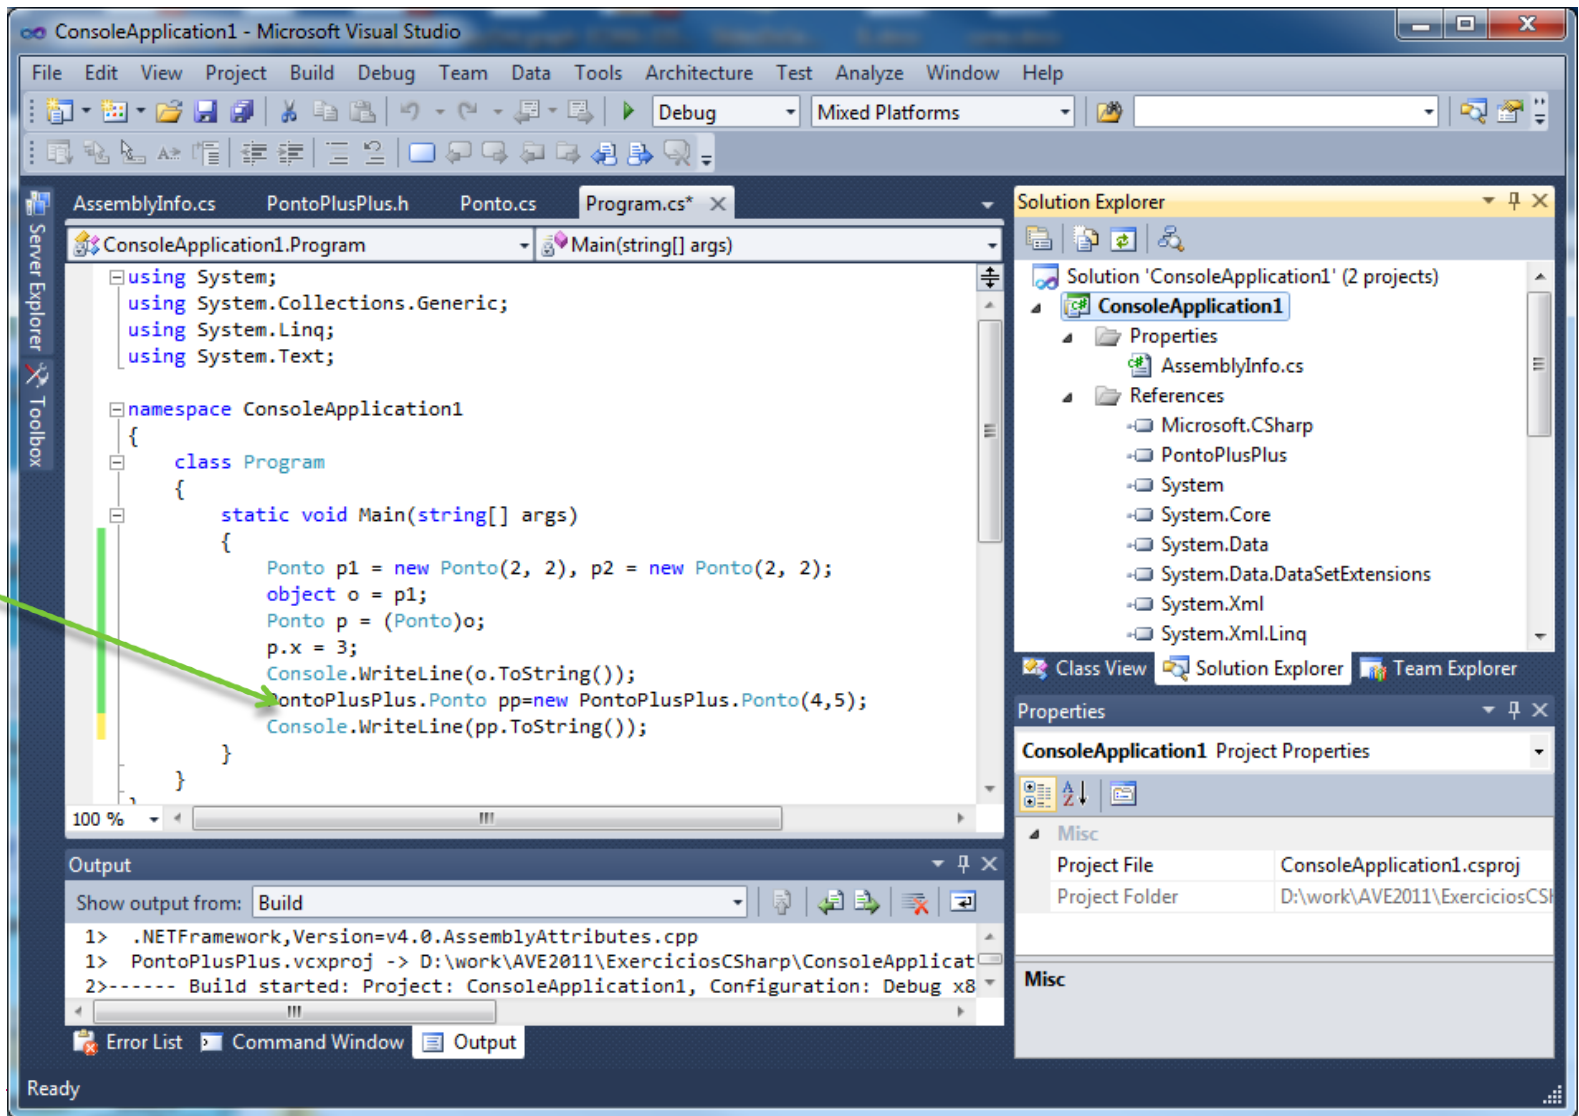 ConsoleApplication1 - Microsoft Visual Studio
File Edit View Project Build Debug Team Data Tools Architecture Test Analyze Window Help
Debug Mixed Platforms
Server Explorer
Toolbox
AssemblyInfo.cs PontoPlusPlus.h Ponto.cs Program.cs*
ConsoleApplication1.Program Main(string[] args)
using System;
using System.Collections.Generic;
using System.Linq;
using System.Text;
namespace ConsoleApplication1
{
class Program
{
static void Main(string[] args)
{
Ponto p1 = new Ponto(2, 2), p2 = new Ponto(2, 2);
object o = p1;
Ponto p = (Ponto)o;
p.x = 3;
Console.WriteLine(o.ToString());
PontoPlusPlus.Ponto pp=new PontoPlusPlus.Ponto(4,5);
Console.WriteLine(pp.ToString());
}
}
100 %
Output
Show output from: Build
1> .NETFramework,Version=v4.0.AssemblyAttributes.cpp
1> PontoPlusPlus.vcxproj -> D:\work\AVE2011\ExerciciosCSharp\ConsoleApplicat
2>------ Build started: Project: ConsoleApplication1, Configuration: Debug x8
Error List Command Window Output
Ready
Solution Explorer
Solution 'ConsoleApplication1' (2 projects)
ConsoleApplication1
Properties
AssemblyInfo.cs
References
Microsoft.CSharp
PontoPlusPlus
System
System.Core
System.Data
System.Data.DataSetExtensions
System.Xml
System.Xml.Linq
Class View Solution Explorer Team Explorer
Properties
ConsoleApplication1 Project Properties
Misc
Project File ConsoleApplication1.csproj
Project Folder D:\work\AVE2011\ExerciciosCSh
Misc